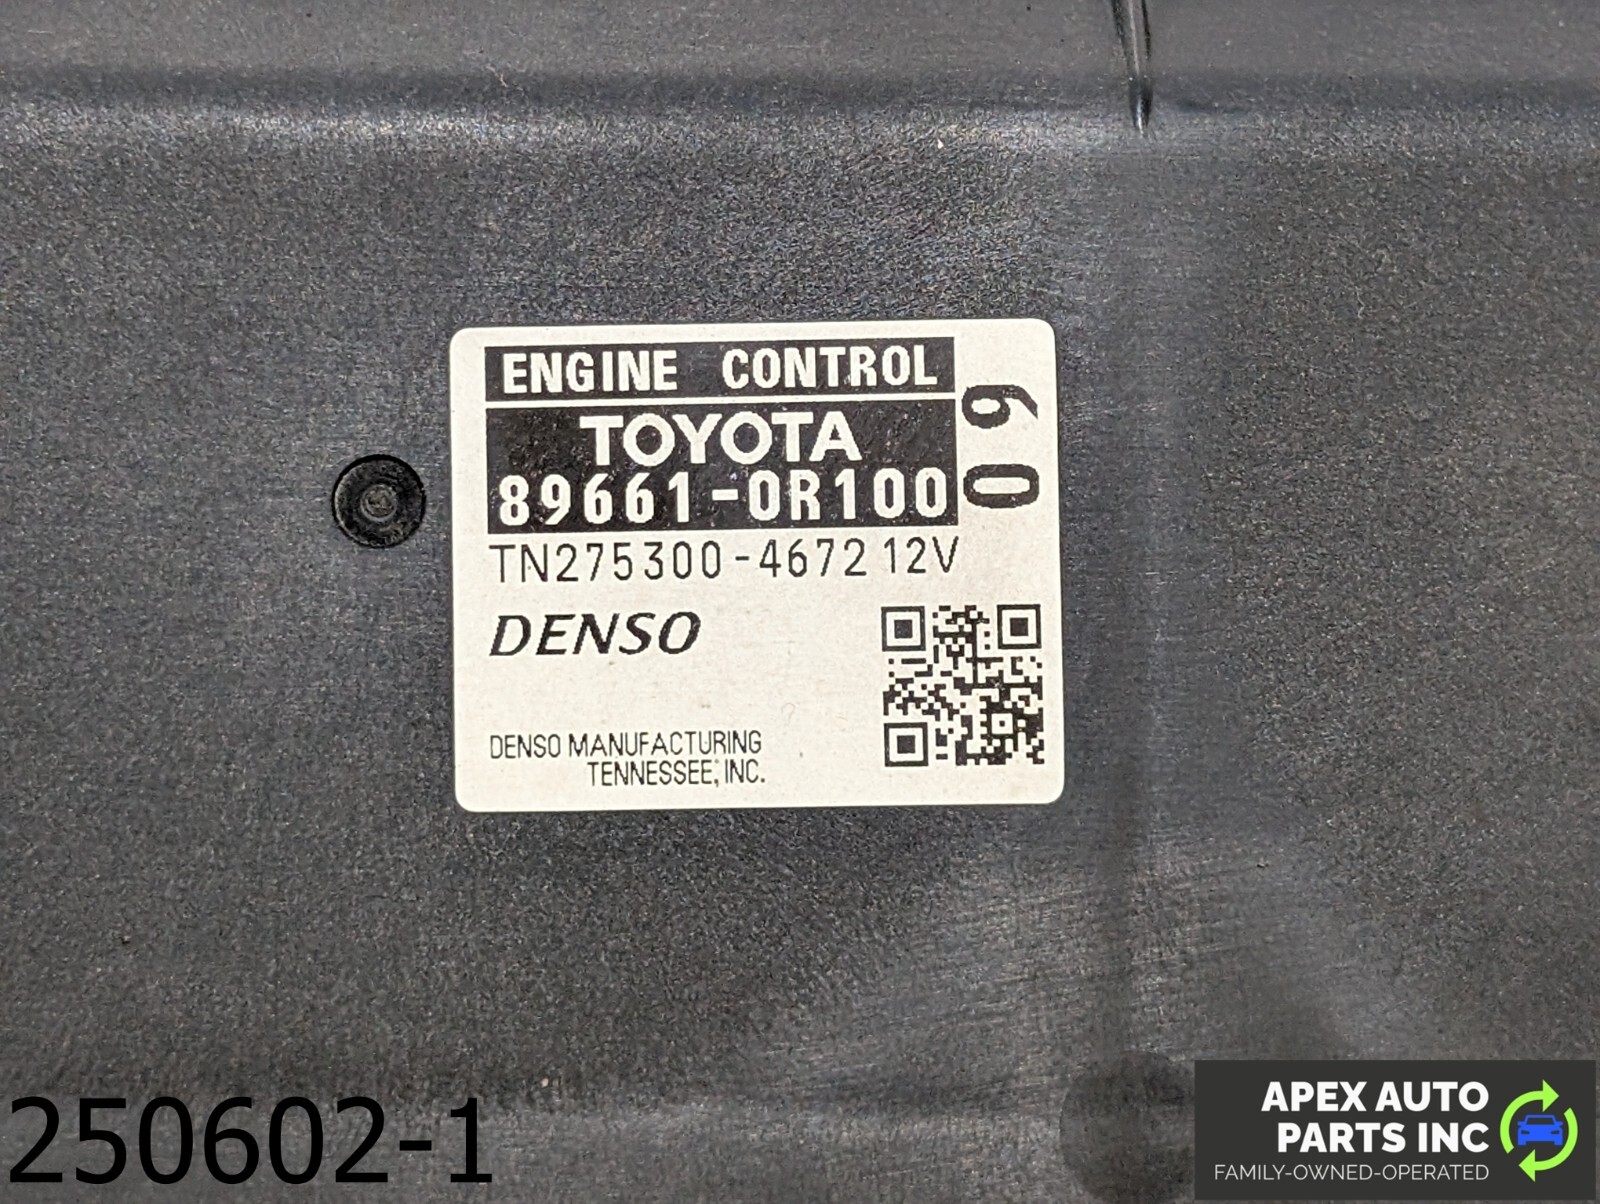 ENGINE CONTROL
TOYOTA
89661-0R100
60
TN275300-4672 12V
DENSO
DENSO MANUFACTURING
TENNESSEE, INC.
250602-1
APEX AUTO
PARTS INC
FAMILY-OWNED-OPERATED